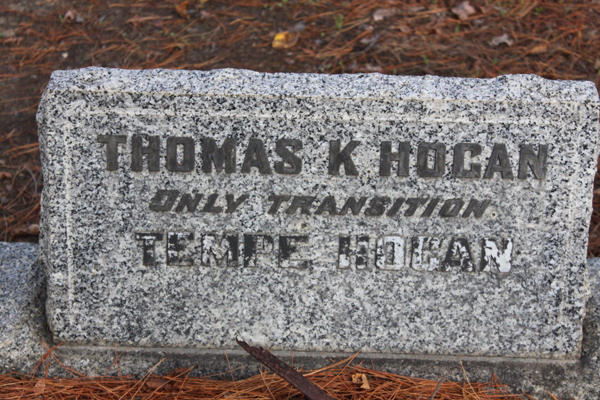 THOMAS K HOGAN
ONLY TRANSITION
TEMPE HOGAN